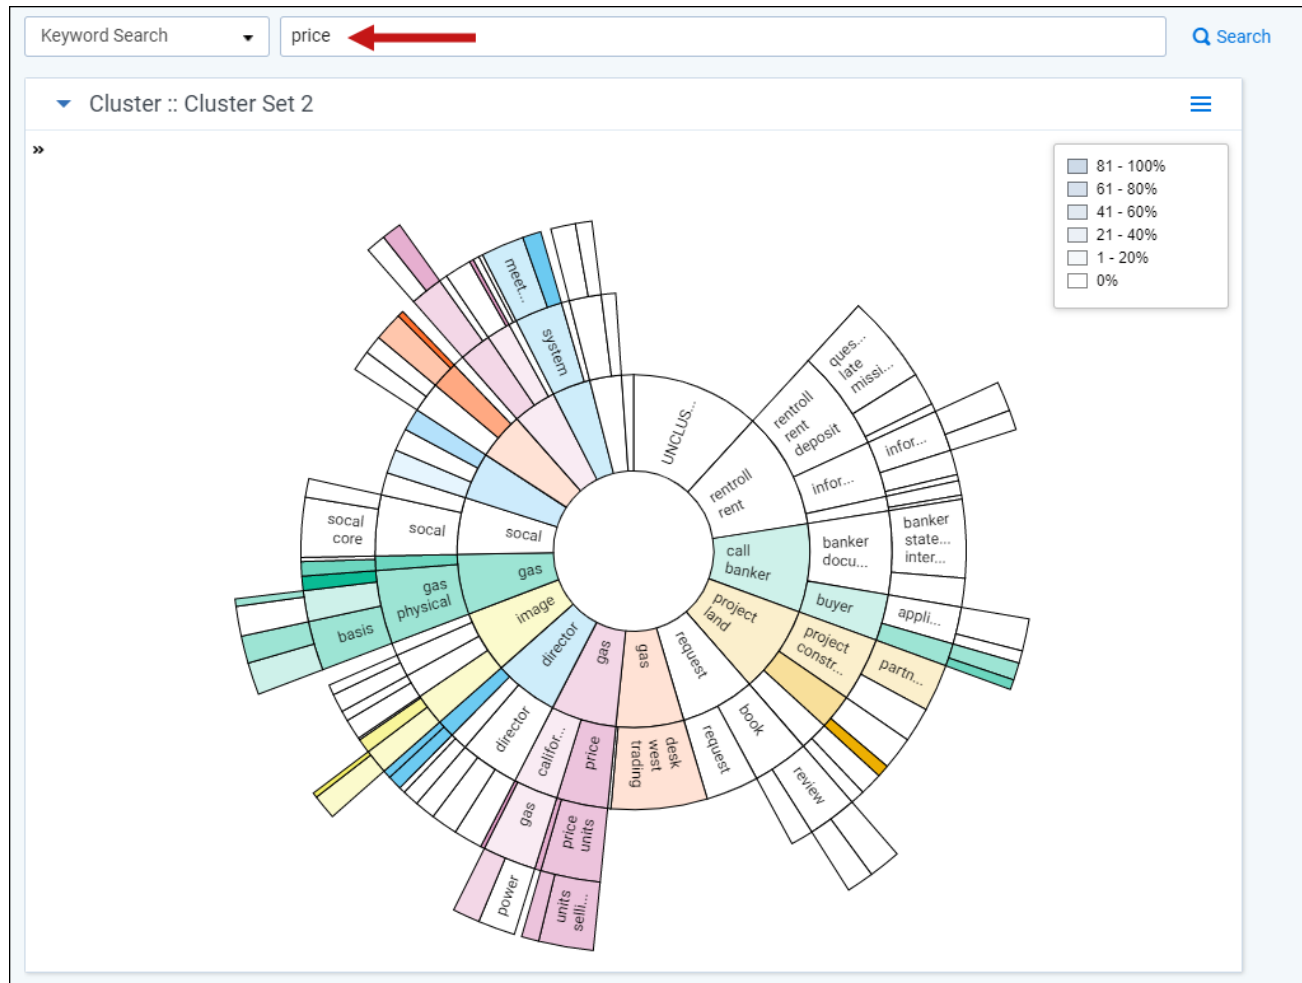 Keyword Search
price
Search
Cluster :: Cluster Set 2
»
81 - 100%
61 - 80%
41 - 60%
21 - 40%
1 - 20%
0%
meet...
system
UNCLUS...
ques...
late
missi...
rentroll
rent
deposit
infor...
rentroll
rent
infor...
banker
state...
inter...
banker
docu...
call
banker
buyer
appli...
project
land
project
constr...
partn...
request
book
request
review
gas
desk
west
trading
gas
price
califor...
price
units
gas
units
selli...
power
director
director
image
gas
gas
physical
basis
socal
socal
socal
core